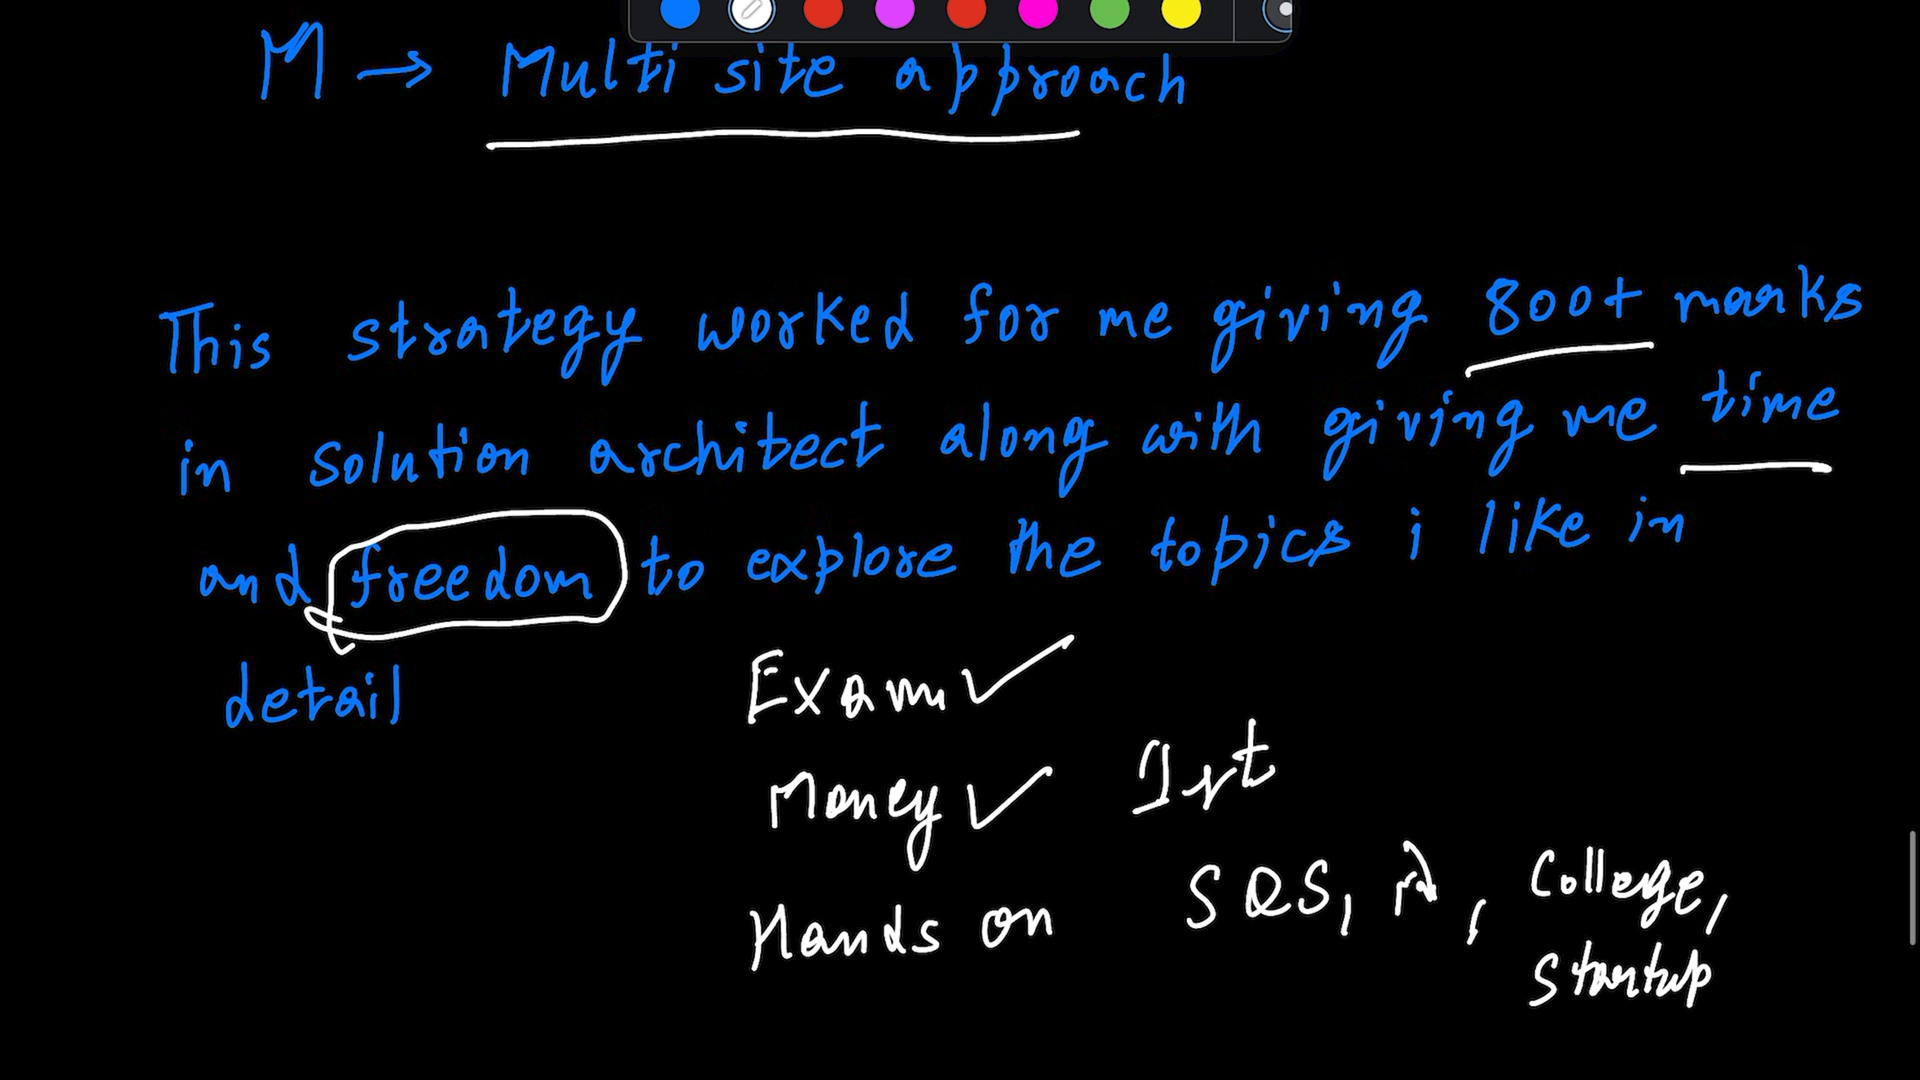 M → Multi site approach
This strategy worked for me giving 800+ marks
in solution architect along with giving me time
and freedom to explore the topics i like in
detail
Exam ✓
Money ✓ 1st
Hands on SQS, λ, College,
Startup